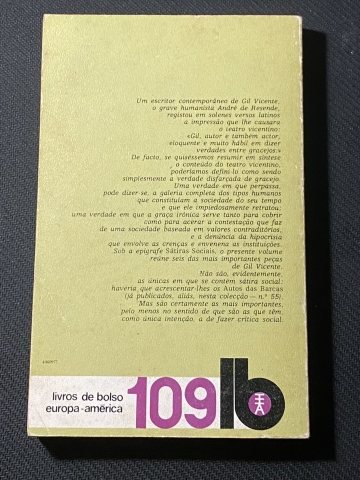 Um escritor contemporâneo de Gil Vicente,
o grave humanista André de Resende,
registou em solenes versos latinos
a impressão que lhe causara
o teatro vicentino:
«Gil, autor e também actor,
eloquente e muito hábil em dizer
verdades entre gracejos.»
De facto, se quiséssemos resumir em síntese
o conteúdo do teatro vicentino,
poderíamos defini-lo como sendo
simplesmente a verdade disfarçada de gracejo.
Uma verdade em que perpassa,
pode dizer-se, a galeria completa dos tipos humanos
que constituíam a sociedade do seu tempo
e que ele impiedosamente retratou;
uma verdade em que a graça irónica serve tanto para cobrir
como para acerar a contestação que faz
de uma sociedade baseada em valores contraditórios,
e a denúncia da hipocrisia
que envolve as crenças e envenena as instituições.
Sob a epígrafe Sátiras Sociais, o presente volume
reúne seis das mais importantes peças
de Gil Vicente.
Não são, evidentemente,
as únicas em que se contém sátira social:
haveria que acrescentar-lhes os Autos das Barcas
(já publicados, aliás, nesta colecção — n.º 55).
Mas são certamente as mais importantes,
pelo menos no sentido de que são as que têm,
como única intenção, a de fazer crítica social.
livros de bolso
europa-américa
109 lb